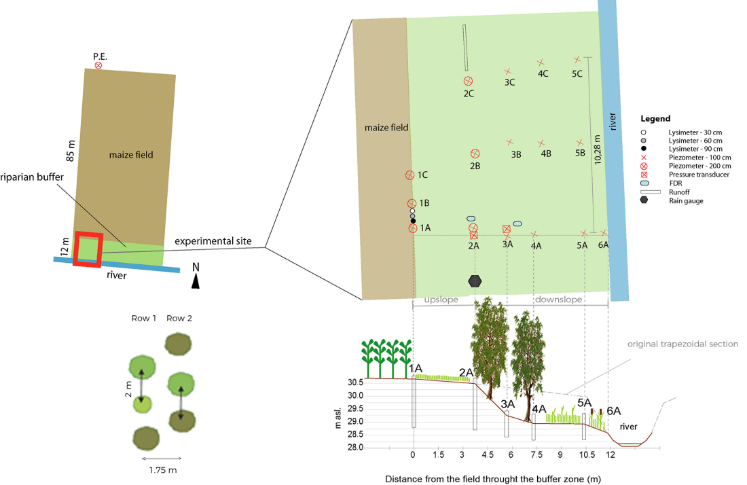 P.E.
85 m
maize field
riparian buffer
12 m
experimental site
river
N
maize field
2C
3C
4C
5C
10,28 m
river
2B
3B
4B
5B
1C
1B
1A
2A
3A
4A
5A
6A
upslope
downslope
Legend
Lysimeter - 30 cm
Lysimeter - 60 cm
Lysimeter - 90 cm
Piezometer - 100 cm
Piezometer - 200 cm
Pressure transducer
FDR
Runoff
Rain gauge
Row 1
Row 2
2 m
1.75 m
original trapezoidal section
1A
2A
3A
4A
5A
6A
river
m asl.
30.5
30.0
29.5
29.0
28.5
28.0
0
1.5
3
4.5
6
7.5
9
10.5
12
Distance from the field throught the buffer zone (m)